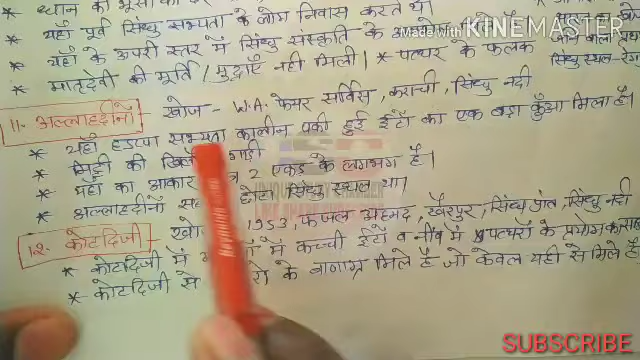 * धान की भूसी का
* यहाँ पूर्व सिंधु सभ्यता के लोग निवास करते थे।
* यहाँ के ऊपरी स्तर में सिंधु संस्कृति के
* मातृदेवी की मूर्ति / मुद्राएँ नही मिली। * पत्थर के फलक
सिंधु स्थल
Made with KINEMASTER
11- अल्लाहदीनों - खोज - W.A. फेयर सर्विस, कराची, सिंधु नदी
* यहाँ हड़प्पा सभ्यता कालीन पकी हुई ईंटों का एक बड़ा कुँआ मिला है।
* मिट्टी की गाड़ी
* यहाँ का आकार 2 एकड़ के लगभग है।
* अल्लाहदीनों छोटा सिंधु स्थल था।
12- कोटदिजी - 1953, फजल अहमद, खैरपुर, सिंध प्रांत, सिंधु नदी
* कोटदिजी में में कच्ची ईंटों व नींव में पत्थरों के प्रयोग
* कोटदिजी से के बाणाग्र मिले है जो केवल यही से मिले है
SUBSCRIBE